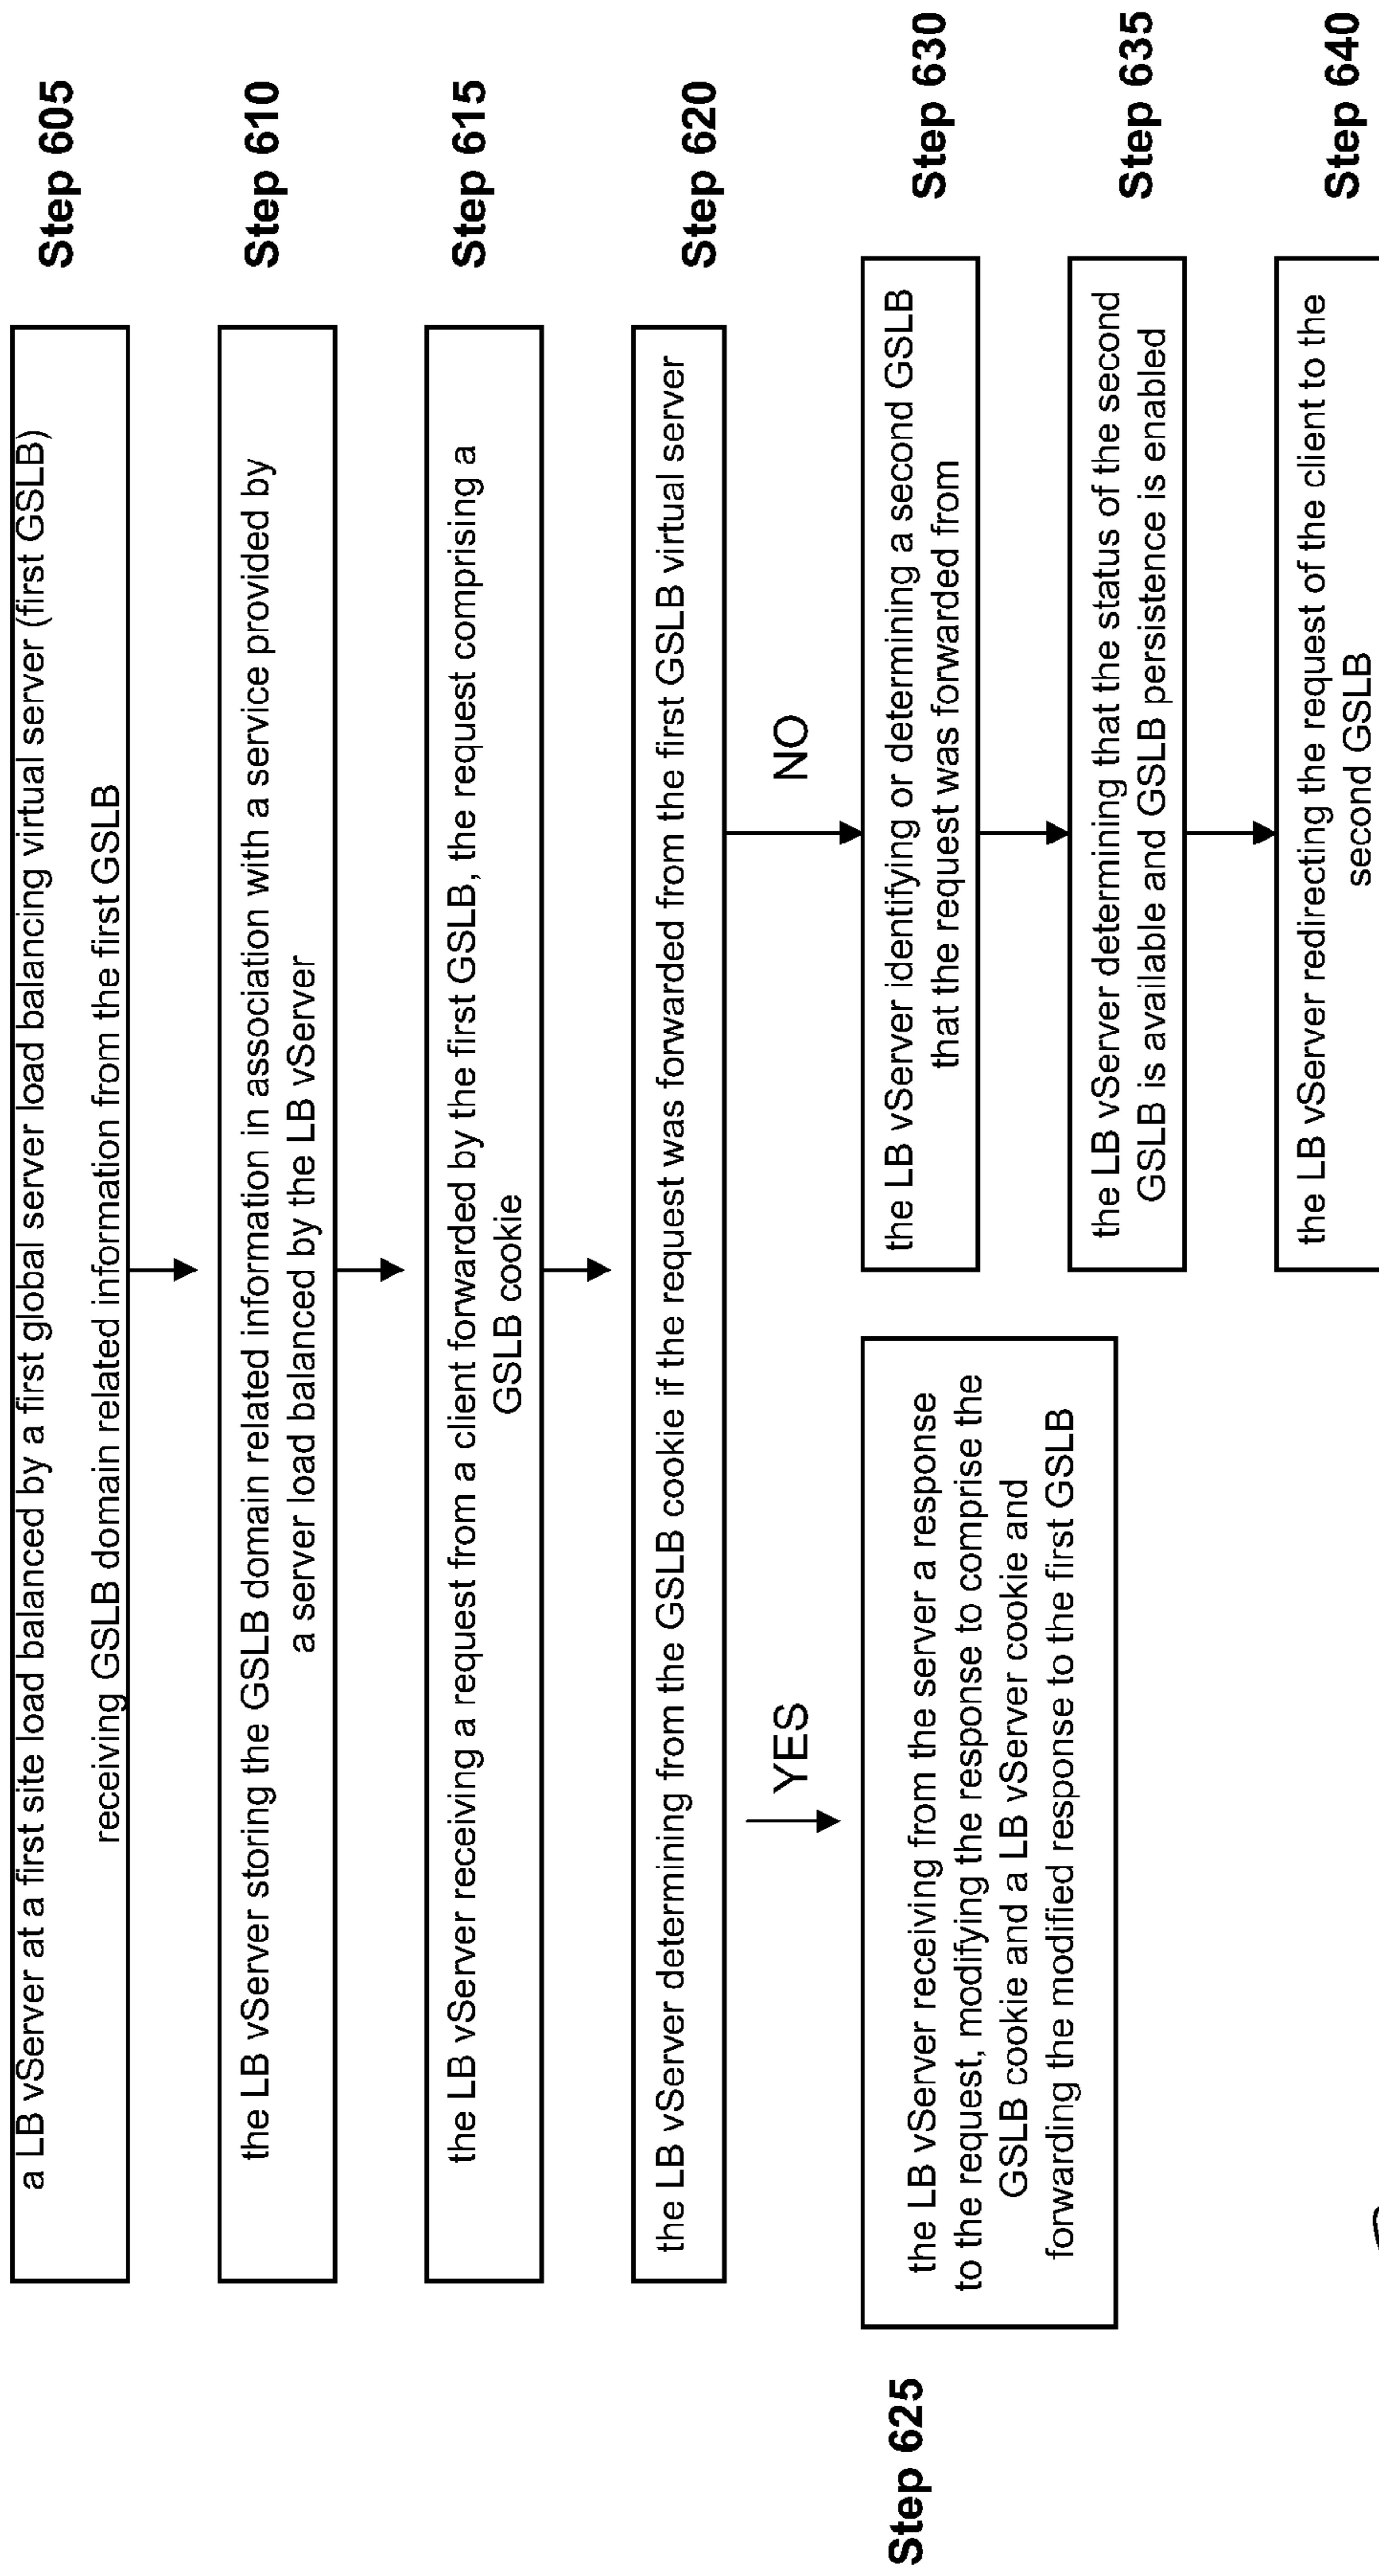 a LB vServer at a first site load balanced by a first global server load balancing virtual server (first GSLB)
receiving GSLB domain related information from the first GSLB
Step 605
the LB vServer storing the GSLB domain related information in association with a service provided by
a server load balanced by the LB vServer
Step 610
the LB vServer receiving a request from a client forwarded by the first GSLB, the request comprising a
GSLB cookie
Step 615
the LB vServer determining from the GSLB cookie if the request was forwarded from the first GSLB virtual server
Step 620
YES
NO
Step 625
the LB vServer receiving from the server a response
to the request, modifying the response to comprise the
GSLB cookie and a LB vServer cookie and
forwarding the modified response to the first GSLB
the LB vServer identifying or determining a second GSLB
that the request was forwarded from
Step 630
the LB vServer determining that the status of the second
GSLB is available and GSLB persistence is enabled
Step 635
the LB vServer redirecting the request of the client to the
second GSLB
Step 640